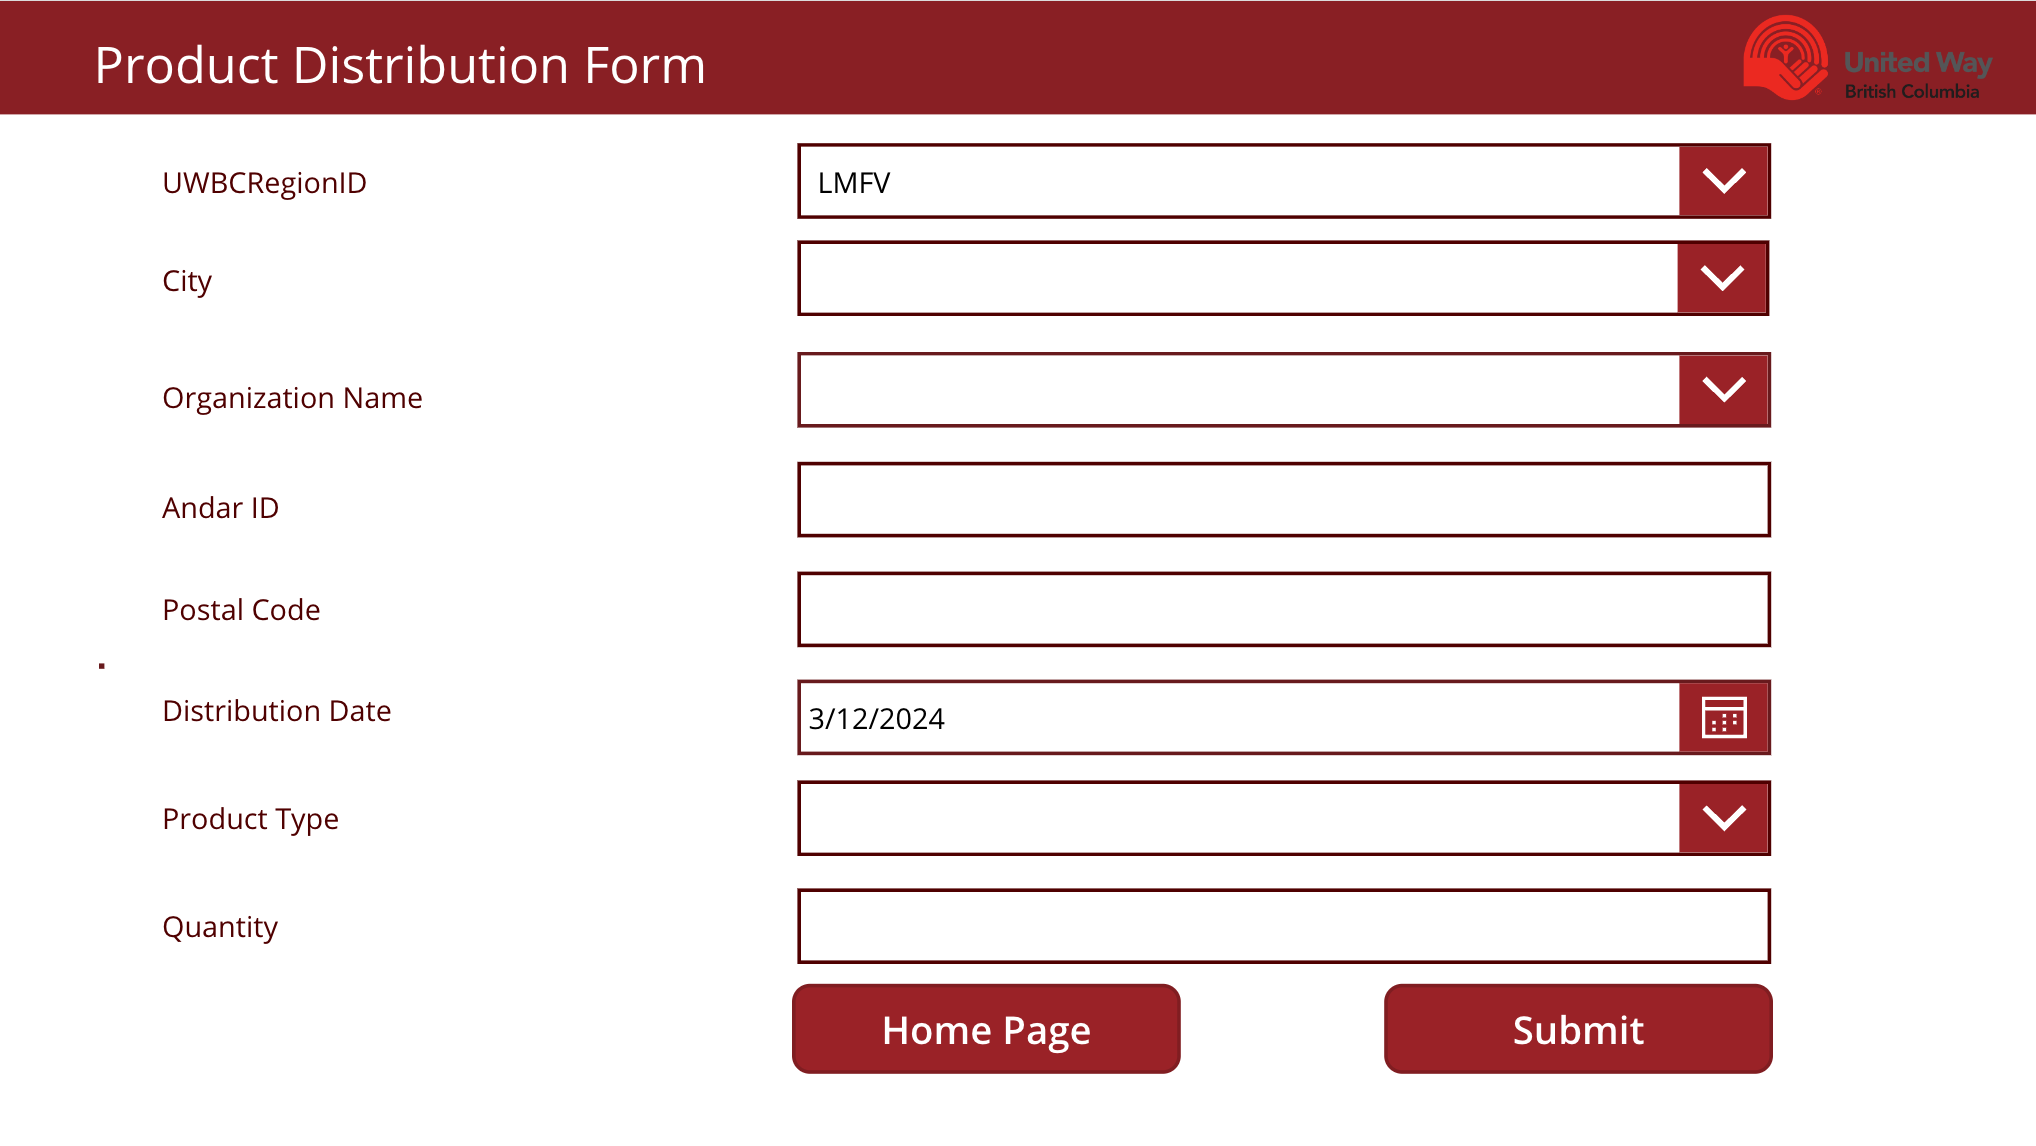 Product Distribution Form
United Way
British Columbia
UWBCRegionID
LMFV
City
Organization Name
Andar ID
Postal Code
Distribution Date
3/12/2024
Product Type
Quantity
Home Page
Submit